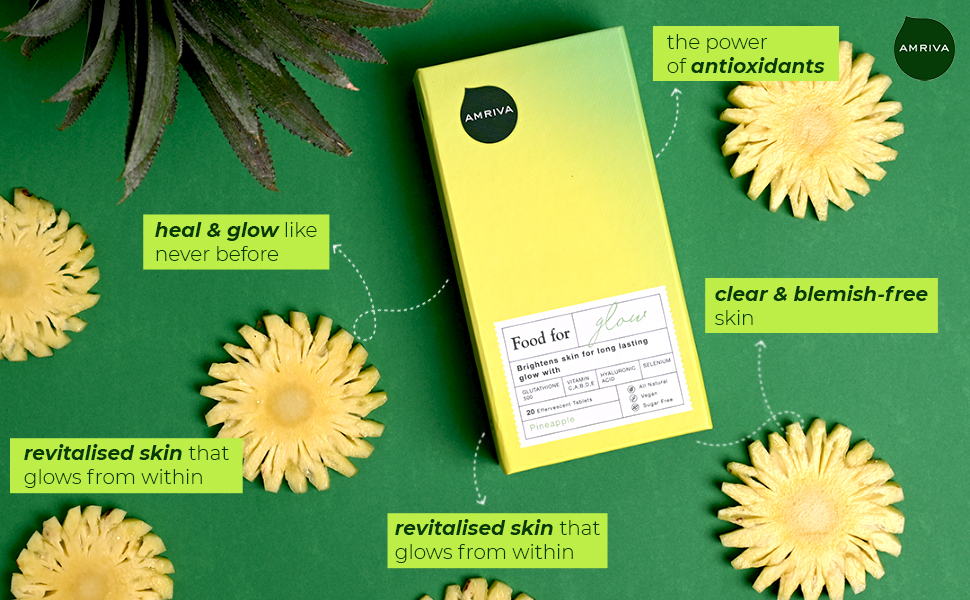 the power
of antioxidants
AMRIVA
AMRIVA
heal & glow like
never before
clear & blemish-free
skin
Food for glow
Brightens skin for long lasting
glow with
GLUTATHIONE
500
VITAMIN
C,A,B,D,E
HYALURONIC
ACID
SELENIUM
20 Effervescent Tablets
Pineapple
All Natural
Vegan
Sugar Free
revitalised skin that
glows from within
revitalised skin that
glows from within